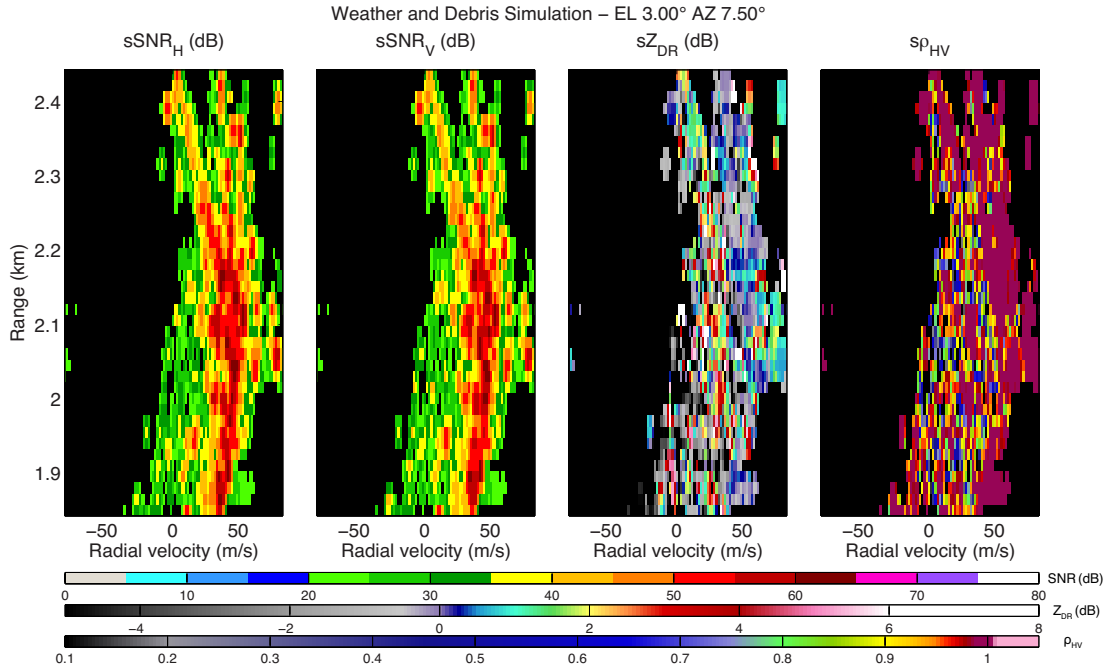 Weather and Debris Simulation – EL 3.00° AZ 7.50°
sSNR_H (dB) sSNR_V (dB) sZ_DR (dB) sρ_HV
Range (km)
2.4
2.3
2.2
2.1
2
1.9
−50 0 50 −50 0 50 −50 0 50 −50 0 50
Radial velocity (m/s) Radial velocity (m/s) Radial velocity (m/s) Radial velocity (m/s)
SNR (dB)
0 10 20 30 40 50 60 70 80
Z_DR (dB)
−4 −2 0 2 4 6 8
ρ_HV
0.1 0.2 0.3 0.4 0.5 0.6 0.7 0.8 0.9 1 1.1